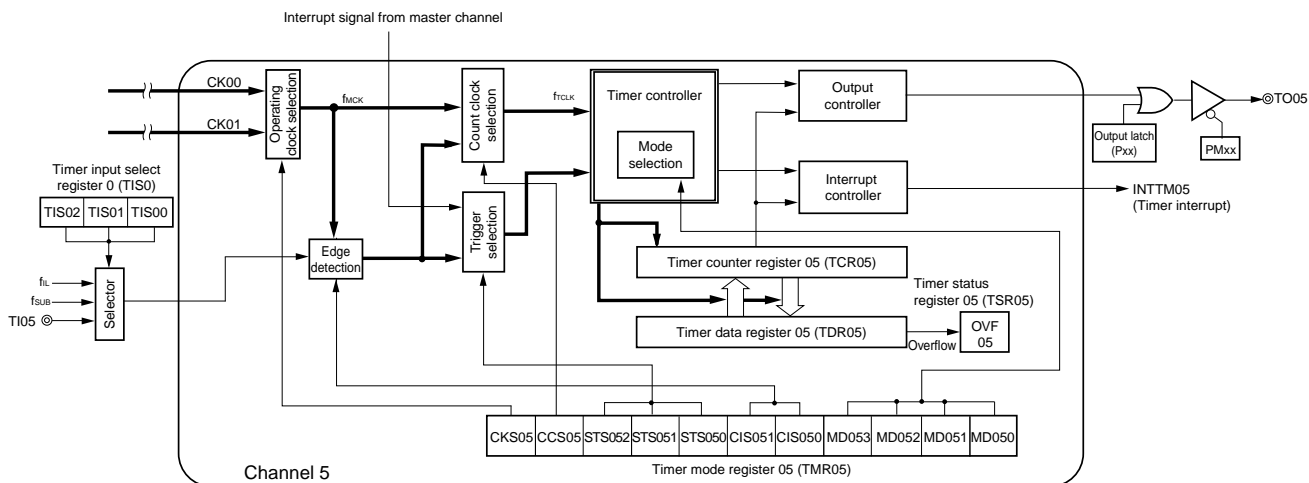 Interrupt signal from master channel
CK00
CK01
Operating
clock selection
fMCK
Count clock
selection
fTCLK
Timer controller
Mode
selection
Output
controller
TO05
Output latch
(Pxx)
PMxx
Interrupt
controller
INTTM05
(Timer interrupt)
Timer input select
register 0 (TIS0)
TIS02 TIS01 TIS00
Trigger
selection
Edge
detection
fIL
fSUB
TI05
Selector
Timer counter register 05 (TCR05)
Timer status
register 05 (TSR05)
Timer data register 05 (TDR05)
Overflow
OVF
05
CKS05 CCS05 STS052 STS051 STS050 CIS051 CIS050 MD053 MD052 MD051 MD050
Timer mode register 05 (TMR05)
Channel 5